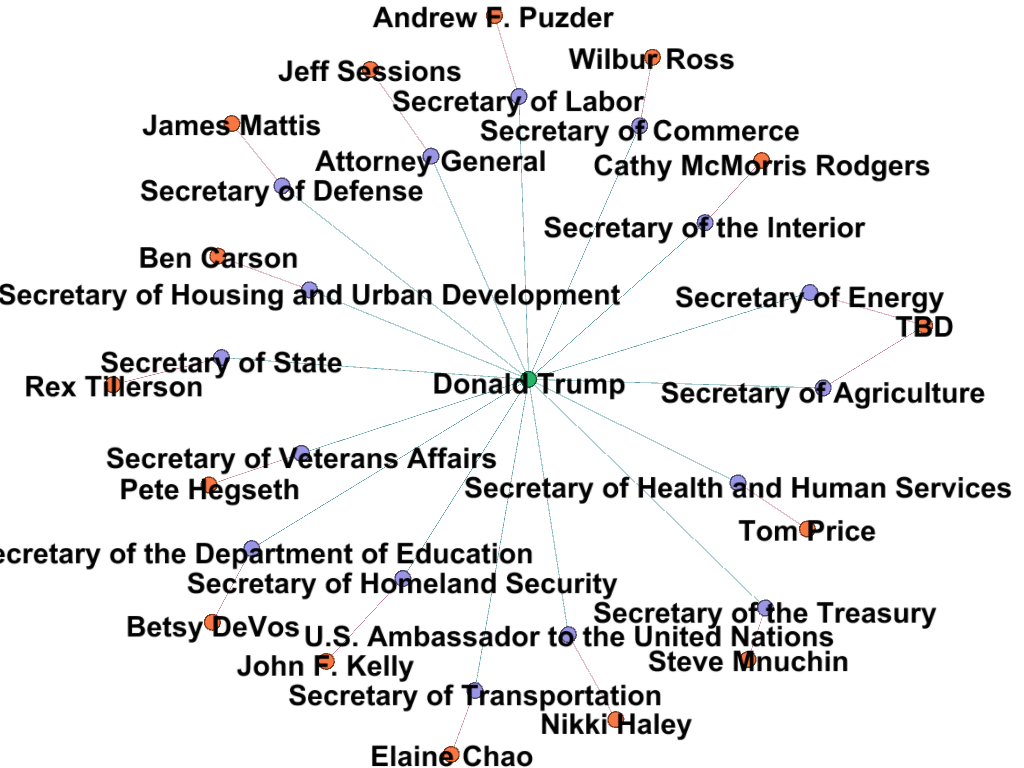 Andrew F. Puzder
Wilbur Ross
Jeff Sessions
Secretary of Labor
James Mattis
Secretary of Commerce
Attorney General
Cathy McMorris Rodgers
Secretary of Defense
Secretary of the Interior
Ben Carson
Secretary of Housing and Urban Development
Secretary of Energy
TBD
Secretary of State
Rex Tillerson
Donald Trump
Secretary of Agriculture
Secretary of Veterans Affairs
Pete Hegseth
Secretary of Health and Human Services
Tom Price
ecretary of the Department of Education
Secretary of Homeland Security
Secretary of the Treasury
Betsy DeVos
U.S. Ambassador to the United Nations
John F. Kelly
Steve Mnuchin
Secretary of Transportation
Nikki Haley
Elaine Chao